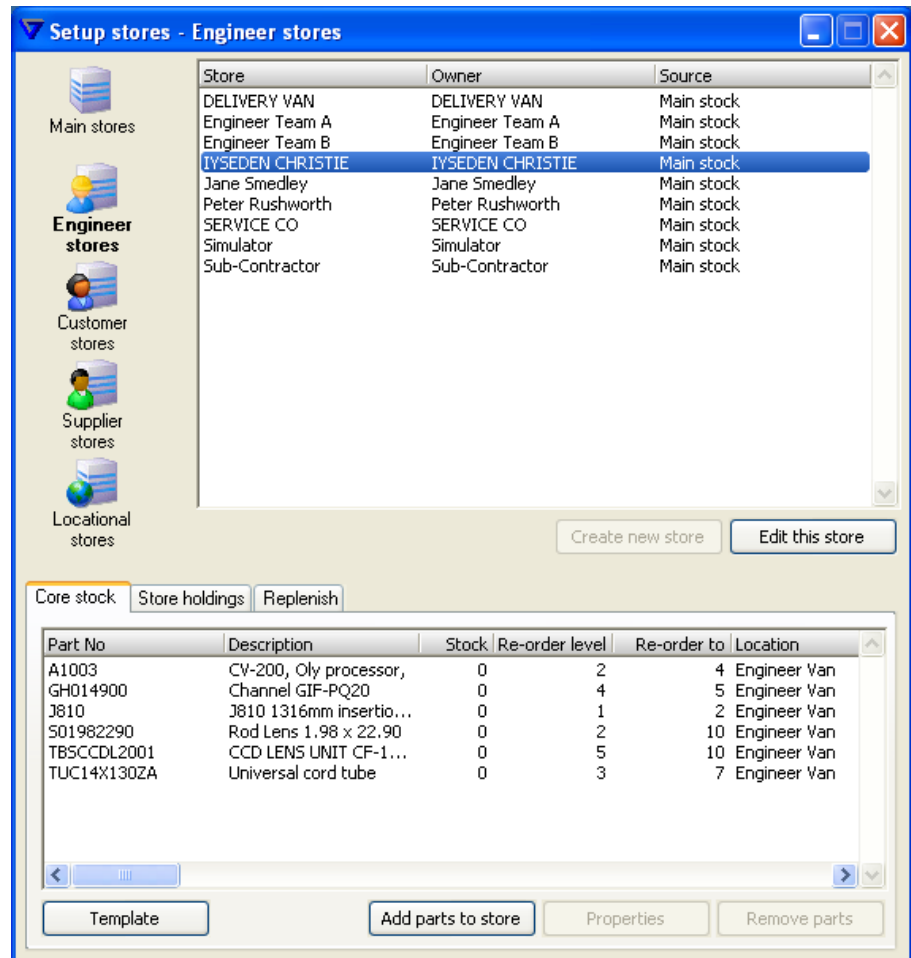 Setup stores - Engineer stores
Main stores
Engineer stores
Customer stores
Supplier stores
Locational stores
Store Owner Source
DELIVERY VAN DELIVERY VAN Main stock
Engineer Team A Engineer Team A Main stock
Engineer Team B Engineer Team B Main stock
IYSEDEN CHRISTIE IYSEDEN CHRISTIE Main stock
Jane Smedley Jane Smedley Main stock
Peter Rushworth Peter Rushworth Main stock
SERVICE CO SERVICE CO Main stock
Simulator Simulator Main stock
Sub-Contractor Sub-Contractor Main stock
Create new store Edit this store
Core stock Store holdings Replenish
Part No Description Stock Re-order level Re-order to Location
A1003 CV-200, Oly processor, 0 2 4 Engineer Van
GH014900 Channel GIF-PQ20 0 4 5 Engineer Van
J810 J810 1316mm insertio... 0 1 2 Engineer Van
S01982290 Rod Lens 1.98 x 22.90 0 2 10 Engineer Van
TBSCCDL2001 CCD LENS UNIT CF-1... 0 5 10 Engineer Van
TUC14X130ZA Universal cord tube 0 3 7 Engineer Van
Template Add parts to store Properties Remove parts